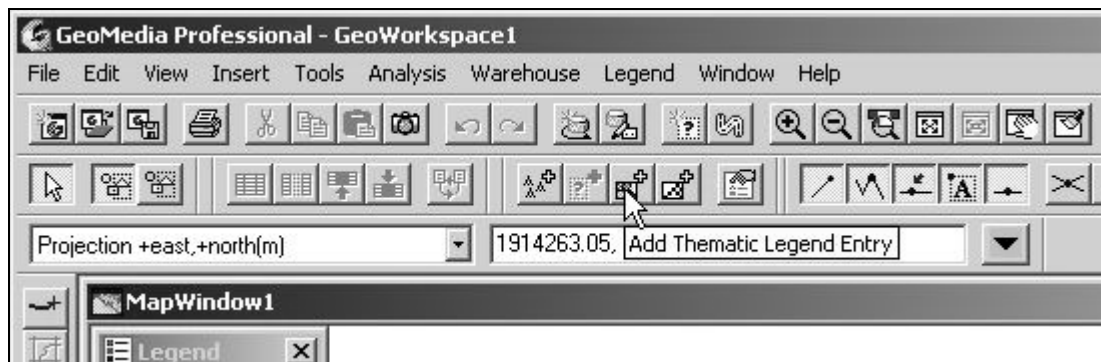 GeoMedia Professional - GeoWorkspace1
File Edit View Insert Tools Analysis Warehouse Legend Window Help
Projection +east,+north(m) 1914263.05, Add Thematic Legend Entry
MapWindow1
Legend